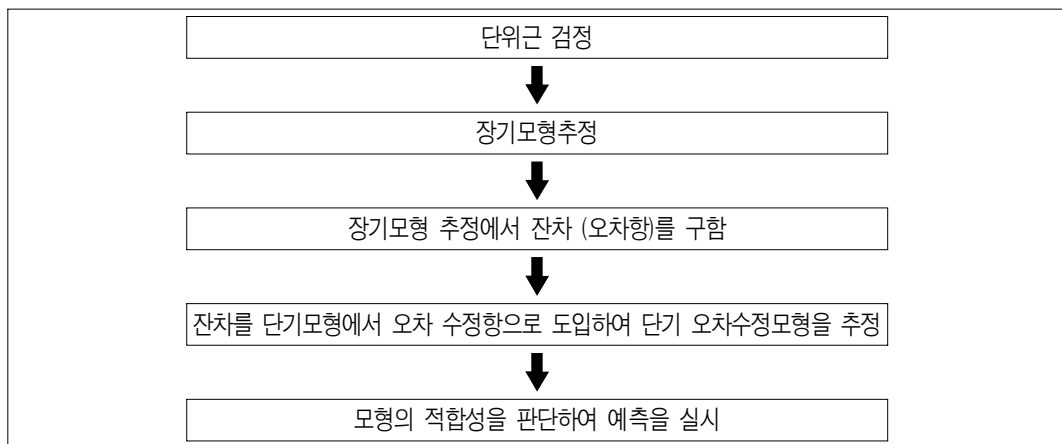 단위근 검정
장기모형추정
장기모형 추정에서 잔차 (오차항)를 구함
잔차를 단기모형에서 오차 수정항으로 도입하여 단기 오차수정모형을 추정
모형의 적합성을 판단하여 예측을 실시